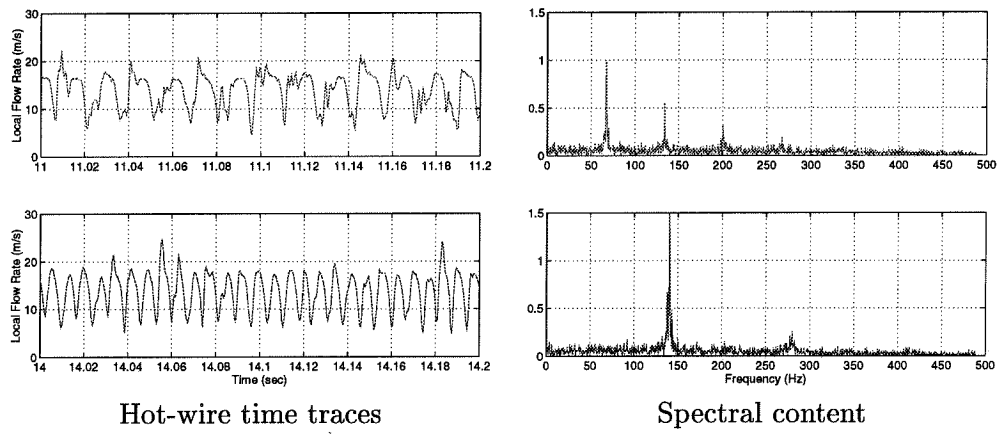 Local Flow Rate (m/s)
30
20
10
0
11 11.02 11.04 11.06 11.08 11.1 11.12 11.14 11.16 11.18 11.2
1.5
1
0.5
0
0 50 100 150 200 250 300 350 400 450 500
Local Flow Rate (m/s)
30
20
10
0
14 14.02 14.04 14.06 14.08 14.1 14.12 14.14 14.16 14.18 14.2
Time (sec)
1.5
1
0.5
0
0 50 100 150 200 250 300 350 400 450 500
Frequency (Hz)
Hot-wire time traces
Spectral content